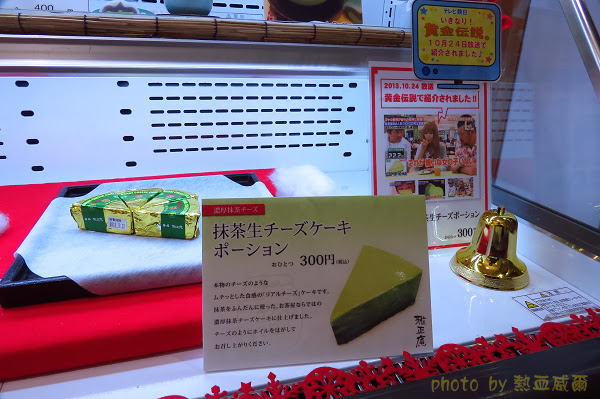 400
テレビ朝日
いきなり!
黄金伝説。
10月24日放送で
紹介されました♪
2013.10.24 放送
黄金伝説で紹介されました!!
生チーズポーション
300円
濃厚抹茶チーズ
抹茶生チーズケーキ
ポーション
おひとつ 300円(税込)
本物のチーズのような
ムチっとした食感の「リアルチーズ」ケーキです。
抹茶をふんだんに使った、お茶屋ならではの
濃厚抹茶チーズケーキに仕上げました。
チーズのようにホイルをはがして
お召し上がりください。
photo by 熱血威爾